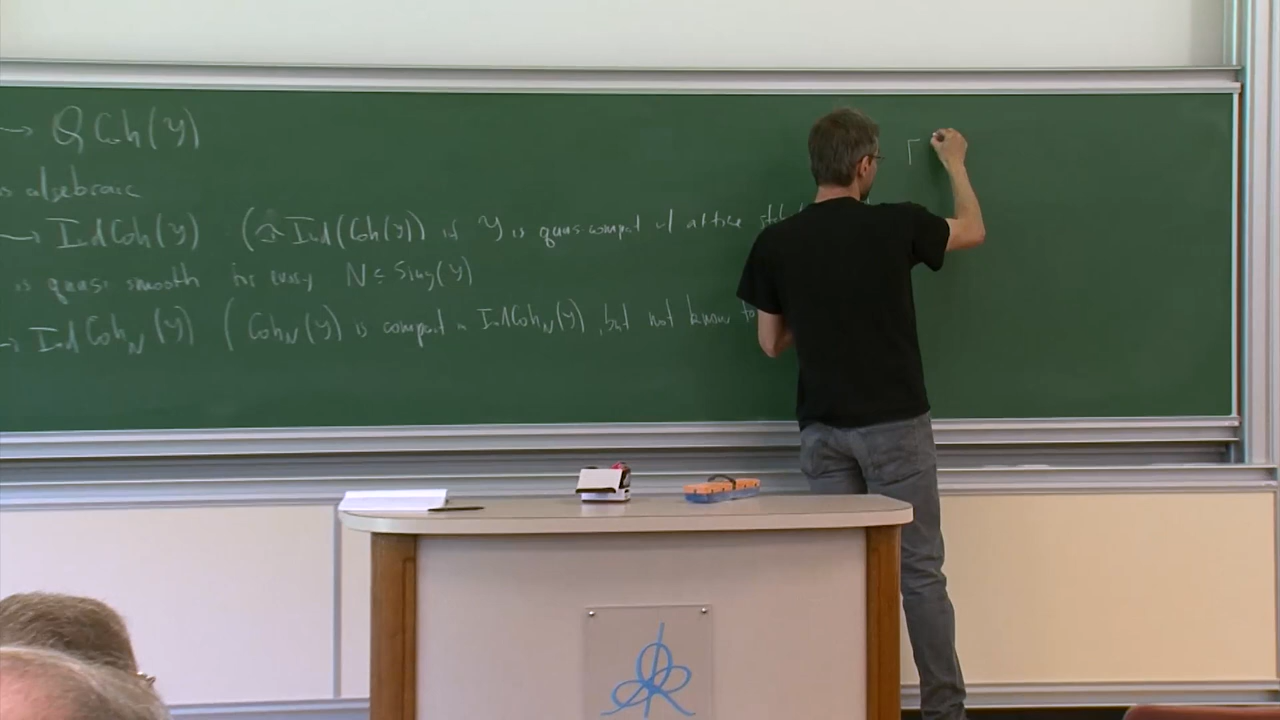 → QCoh(Y)
is algebraic
→ IndCoh(Y) (≃ Ind(Coh(Y)) if Y is quasi-compact w/ affine
is quasi-smooth for every N ⊆ Sing(Y)
→ IndCoh_N(Y) (Coh_N(Y) is compact in IndCoh_N(Y), but not known to
Γ